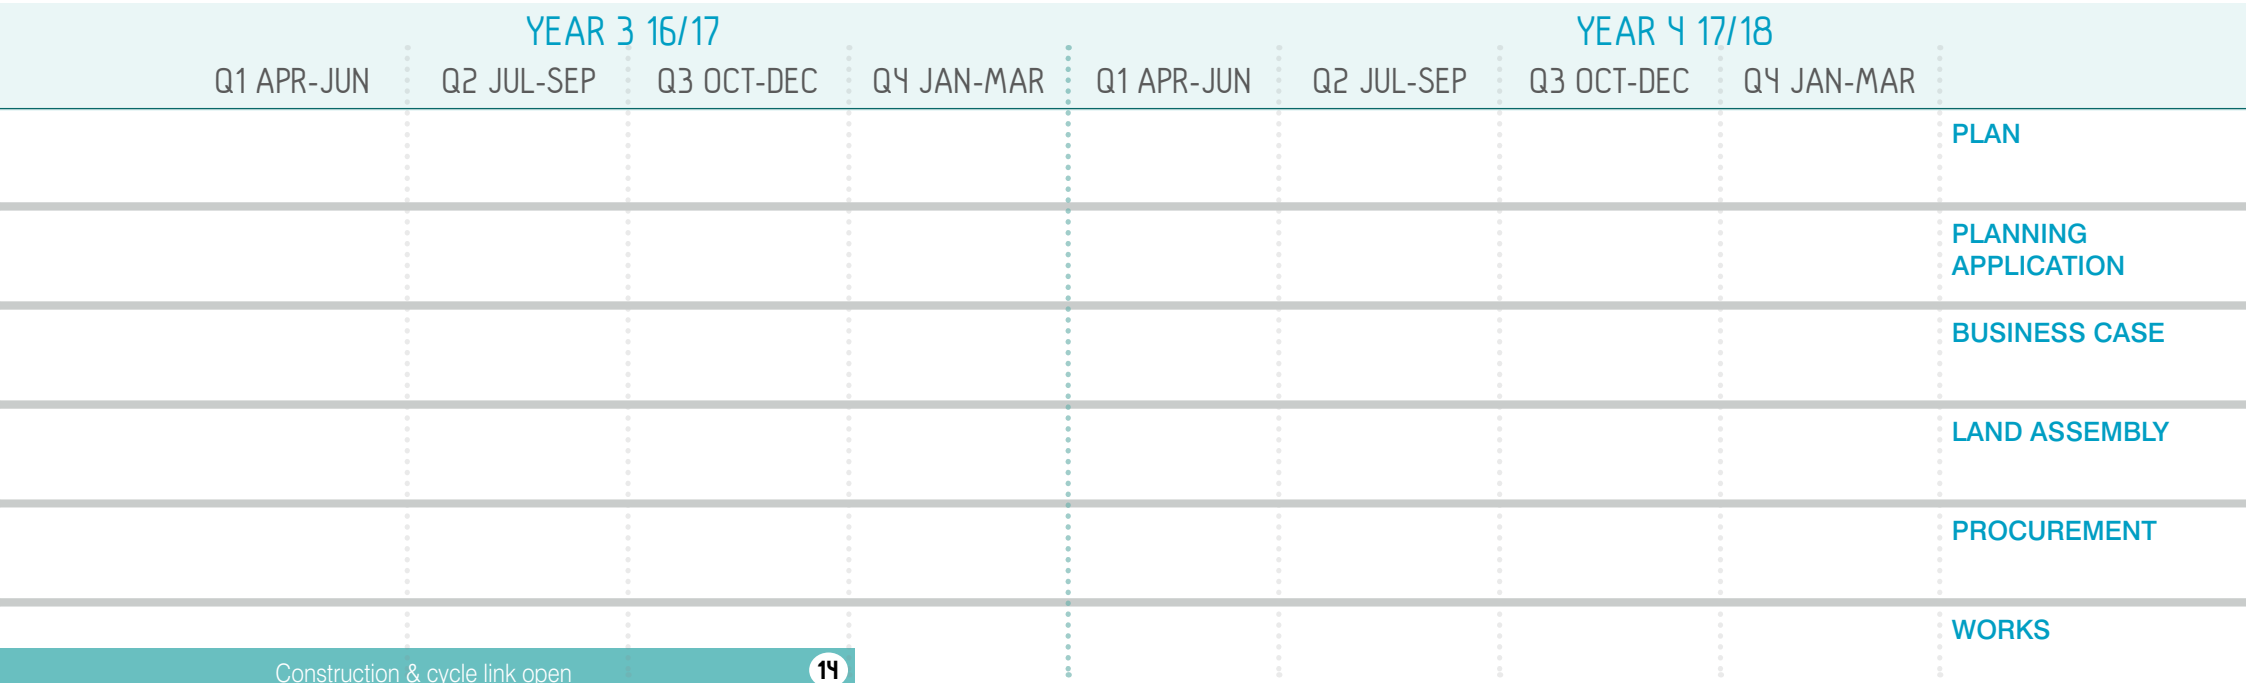 YEAR 3 16/17 YEAR 4 17/18
Q1 APR-JUN Q2 JUL-SEP Q3 OCT-DEC Q4 JAN-MAR Q1 APR-JUN Q2 JUL-SEP Q3 OCT-DEC Q4 JAN-MAR
PLAN
PLANNING
APPLICATION
BUSINESS CASE
LAND ASSEMBLY
PROCUREMENT
WORKS
Construction & cycle link open 14